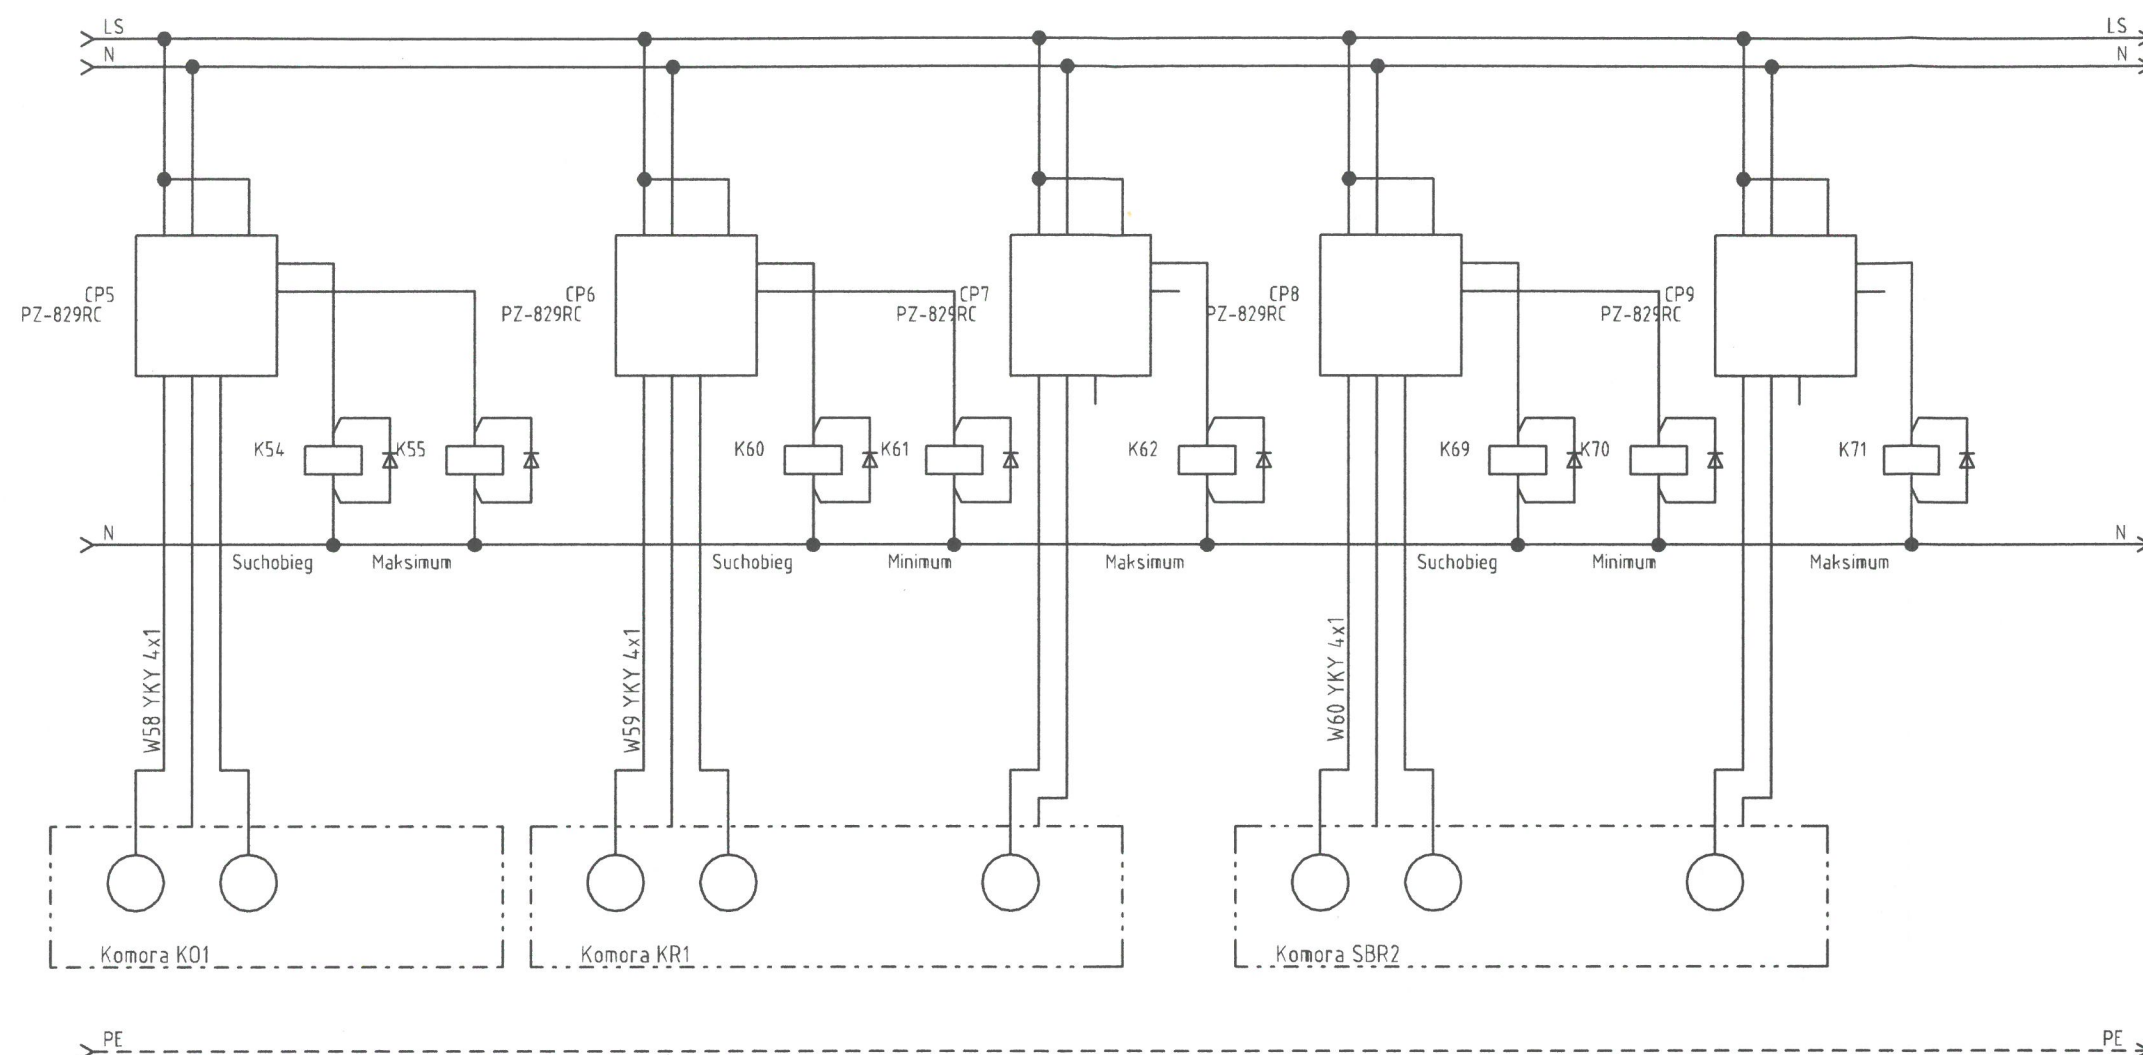 LS LS
N N
CP5 CP6 CP7 CP8 CP9
PZ-829RC PZ-829RC PZ-829RC PZ-829RC PZ-829RC
K54 K55 K60 K61 K62 K69 K70 K71
N N
Suchobieg Maksimum Suchobieg Minimum Maksimum Suchobieg Minimum Maksimum
W58 YKY 4x1
W59 YKY 4x1
W60 YKY 4x1
Komora KO1 Komora KR1 Komora SBR2
PE PE